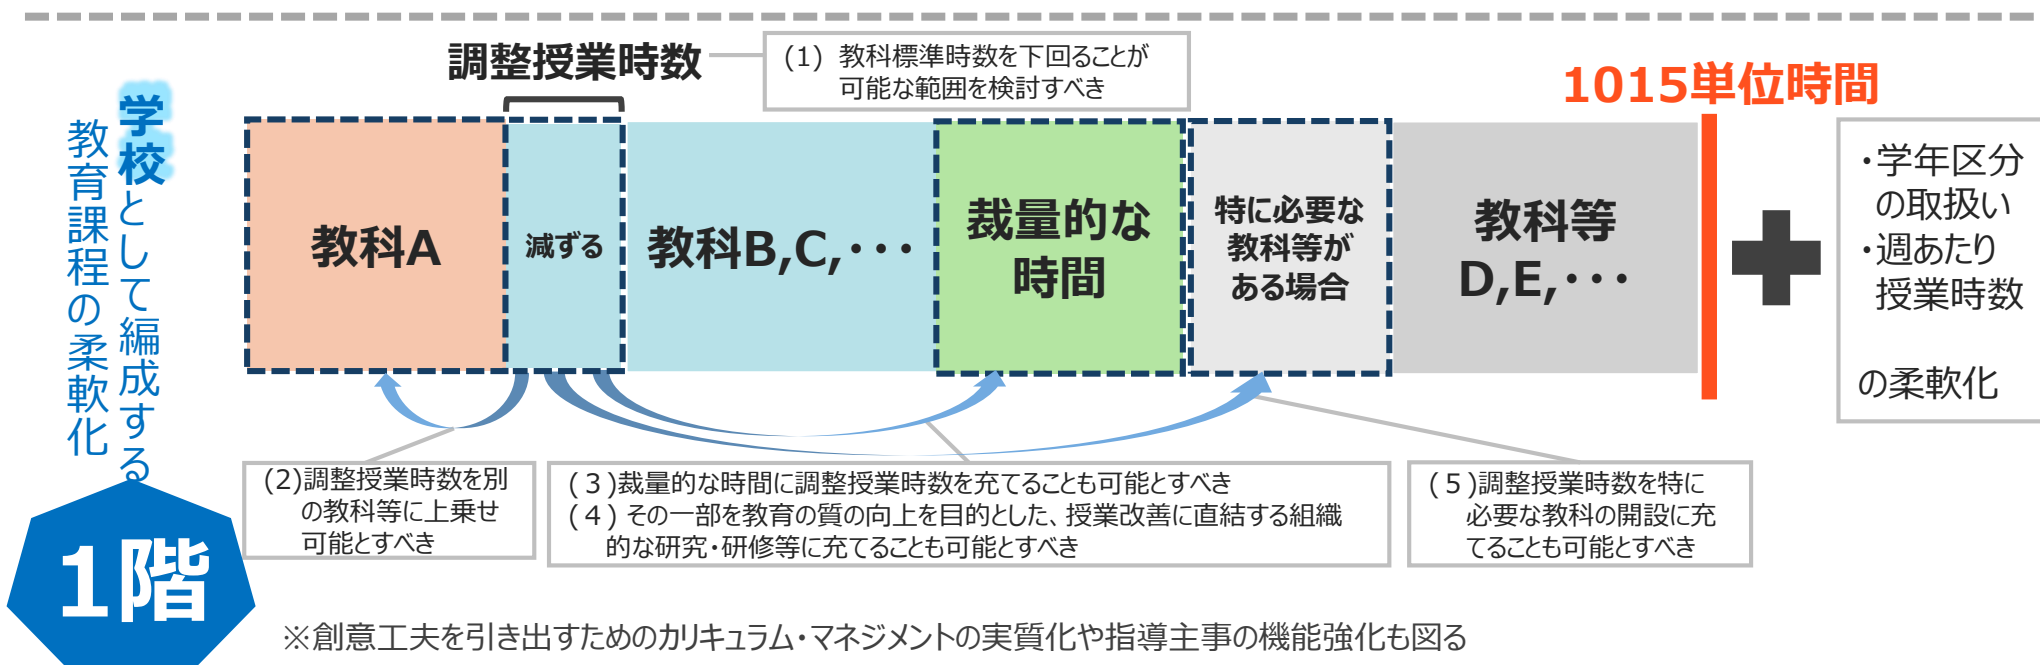 調整授業時数
(1) 教科標準時数を下回ることが
可能な範囲を検討すべき
1015単位時間
学校として編成する
教育課程の柔軟化
教科A
減ずる
教科B,C,・・・
裁量的な
時間
特に必要な
教科等が
ある場合
教科等
D,E,・・・
・学年区分
の取扱い
・週あたり
授業時数
の柔軟化
(2)調整授業時数を別
の教科等に上乗せ
可能とすべき
(３)裁量的な時間に調整授業時数を充てることも可能とすべき
(４) その一部を教育の質の向上を目的とした、授業改善に直結する組織
的な研究・研修等に充てることも可能とすべき
(５)調整授業時数を特に
必要な教科の開設に充
てることも可能とすべき
1階
※創意工夫を引き出すためのカリキュラム・マネジメントの実質化や指導主事の機能強化も図る